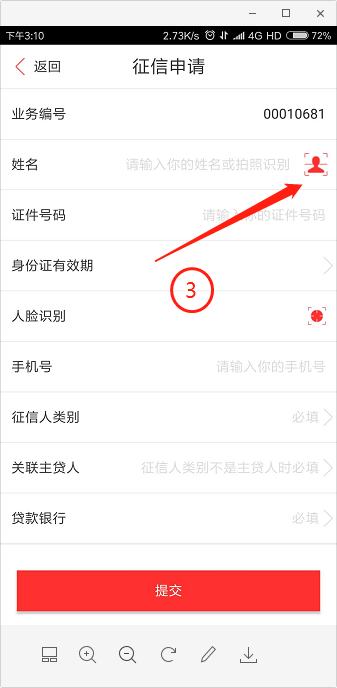 下午3:10 2.73K/s 4G HD 72%
返回 征信申请
业务编号 00010681
姓名 请输入你的姓名或拍照识别
证件号码 请输入你的证件号码
身份证有效期
3
人脸识别
手机号 请输入你的手机号
征信人类别 必填
关联主贷人 征信人类别不是主贷人时必填
贷款银行 必填
提交